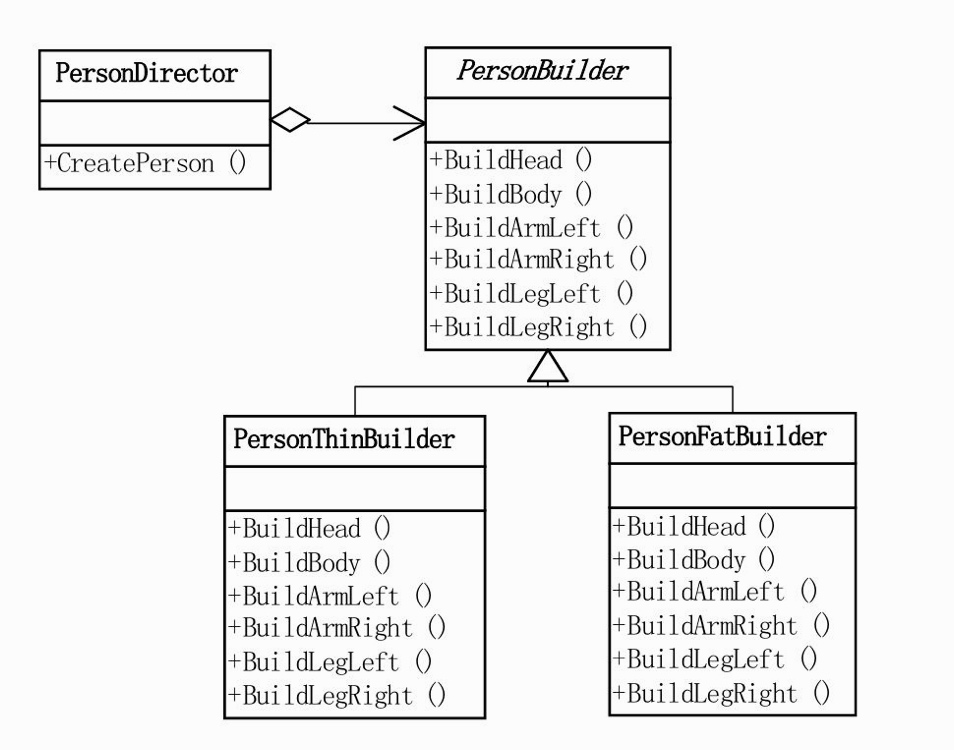 PersonDirector
+CreatePerson ()
PersonBuilder
+BuildHead ()
+BuildBody ()
+BuildArmLeft ()
+BuildArmRight ()
+BuildLegLeft ()
+BuildLegRight ()
PersonThinBuilder
+BuildHead ()
+BuildBody ()
+BuildArmLeft ()
+BuildArmRight ()
+BuildLegLeft ()
+BuildLegRight ()
PersonFatBuilder
+BuildHead ()
+BuildBody ()
+BuildArmLeft ()
+BuildArmRight ()
+BuildLegLeft ()
+BuildLegRight ()